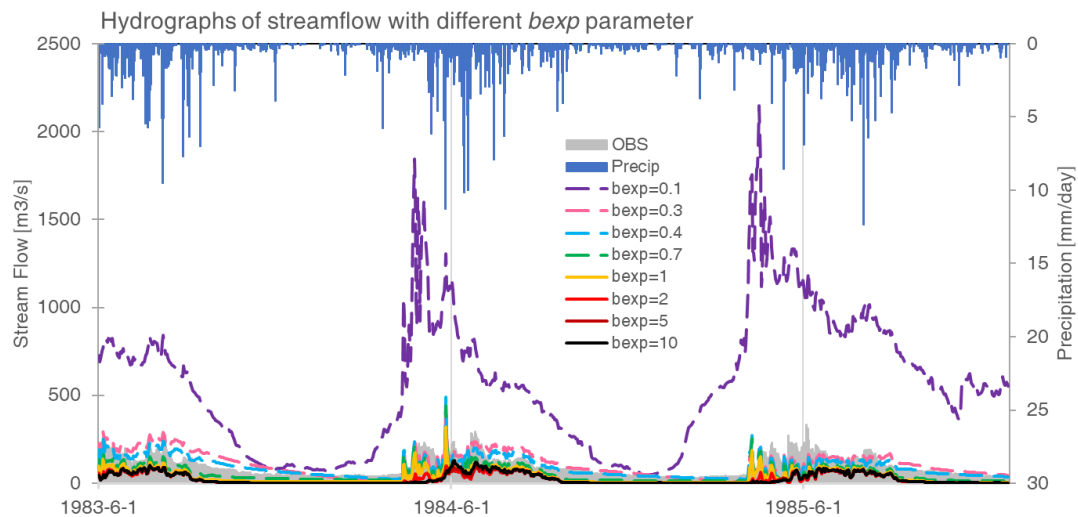 Hydrographs of streamflow with different bexp parameter
2500
2000
1500
1000
500
0
Stream Flow [m3/s]
0
5
10
15
20
25
30
Precipitation [mm/day]
OBS
Precip
bexp=0.1
bexp=0.3
bexp=0.4
bexp=0.7
bexp=1
bexp=2
bexp=5
bexp=10
1983-6-1
1984-6-1
1985-6-1